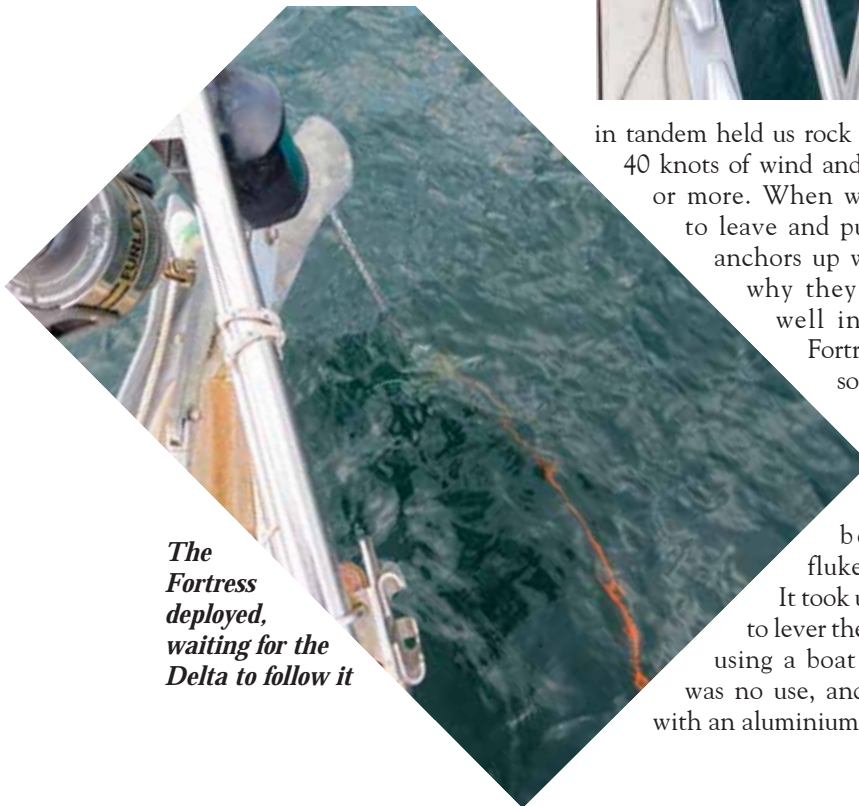 FURLEX
in tandem held us rock
40 knots of wind and
or more. When w
to leave and pu
anchors up w
why they
well in
Fortr
so
The
Fortress
deployed,
waiting for the
Delta to follow it
b
fluke
It took u
to lever the
using a boat
was no use, and
with an aluminium